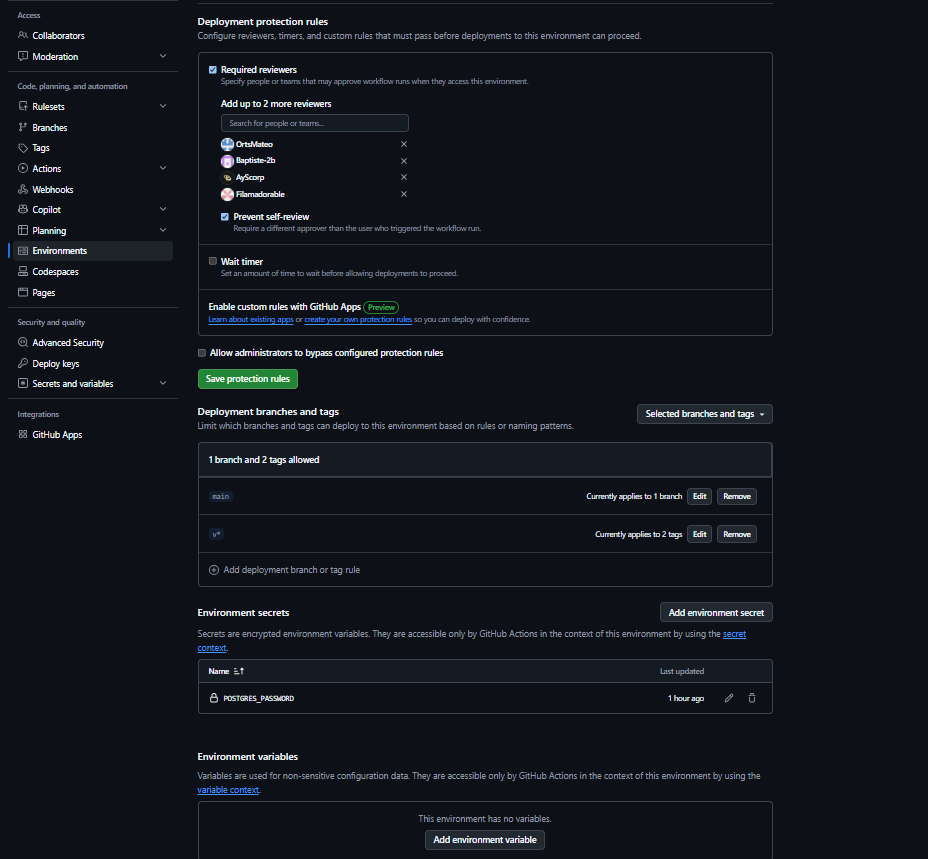 Access
Collaborators
Moderation
Code, planning, and automation
Rulesets
Branches
Tags
Actions
Webhooks
Copilot
Planning
Environments
Codespaces
Pages
Security and quality
Advanced Security
Deploy keys
Secrets and variables
Integrations
GitHub Apps
Deployment protection rules
Configure reviewers, timers, and custom rules that must pass before deployments to this environment can proceed.
Required reviewers
Specify people or teams that may approve workflow runs when they access this environment.
Add up to 2 more reviewers
Search for people or teams...
OrtsMateo
Baptiste-2b
AyScorp
Filamadorable
Prevent self-review
Require a different approver than the user who triggered the workflow run.
Wait timer
Set an amount of time to wait before allowing deployments to proceed.
Enable custom rules with GitHub Apps Preview
Learn about existing apps or create your own protection rules so you can deploy with confidence.
Allow administrators to bypass configured protection rules
Save protection rules
Deployment branches and tags
Selected branches and tags
Limit which branches and tags can deploy to this environment based on rules or naming patterns.
1 branch and 2 tags allowed
main Currently applies to 1 branch Edit Remove
v* Currently applies to 2 tags Edit Remove
Add deployment branch or tag rule
Environment secrets
Add environment secret
Secrets are encrypted environment variables. They are accessible only by GitHub Actions in the context of this environment by using the secret
context.
Name Last updated
POSTGRES_PASSWORD 1 hour ago
Environment variables
Variables are used for non-sensitive configuration data. They are accessible only by GitHub Actions in the context of this environment by using the
variable context.
This environment has no variables.
Add environment variable